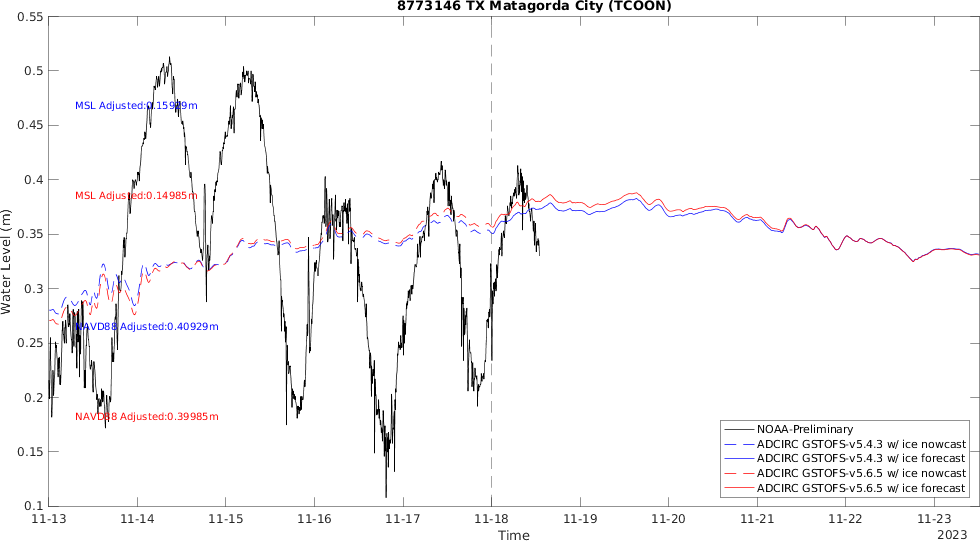 8773146 TX Matagorda City (TCOON)
0.55
0.5
0.45
0.4
0.35
0.3
0.25
0.2
0.15
0.1
Water Level (m)
MSL Adjusted:0.15929m
MSL Adjusted:0.14985m
NAVD88 Adjusted:0.40929m
NAVD88 Adjusted:0.39985m
NOAA-Preliminary
ADCIRC GSTOFS-v5.4.3 w/ ice nowcast
ADCIRC GSTOFS-v5.4.3 w/ ice forecast
ADCIRC GSTOFS-v5.6.5 w/ ice nowcast
ADCIRC GSTOFS-v5.6.5 w/ ice forecast
11-13 11-14 11-15 11-16 11-17 11-18 11-19 11-20 11-21 11-22 11-23
Time
2023